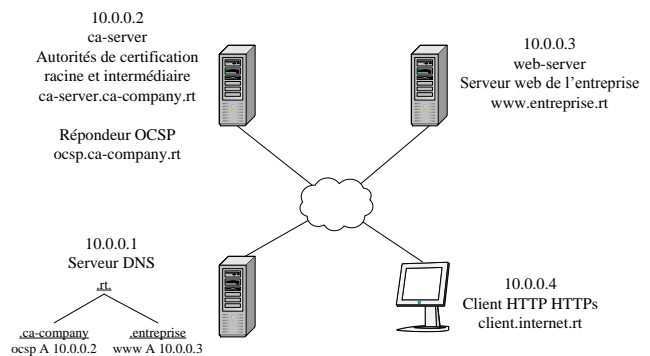 10.0.0.2
ca-server
Autorités de certification
racine et intermédiaire
ca-server.ca-company.rt
Répondeur OCSP
ocsp.ca-company.rt
10.0.0.3
web-server
Serveur web de l’entreprise
www.entreprise.rt
10.0.0.1
Serveur DNS
.rt.
.ca-company
ocsp A 10.0.0.2
.entreprise
www A 10.0.0.3
10.0.0.4
Client HTTP HTTPs
client.internet.rt